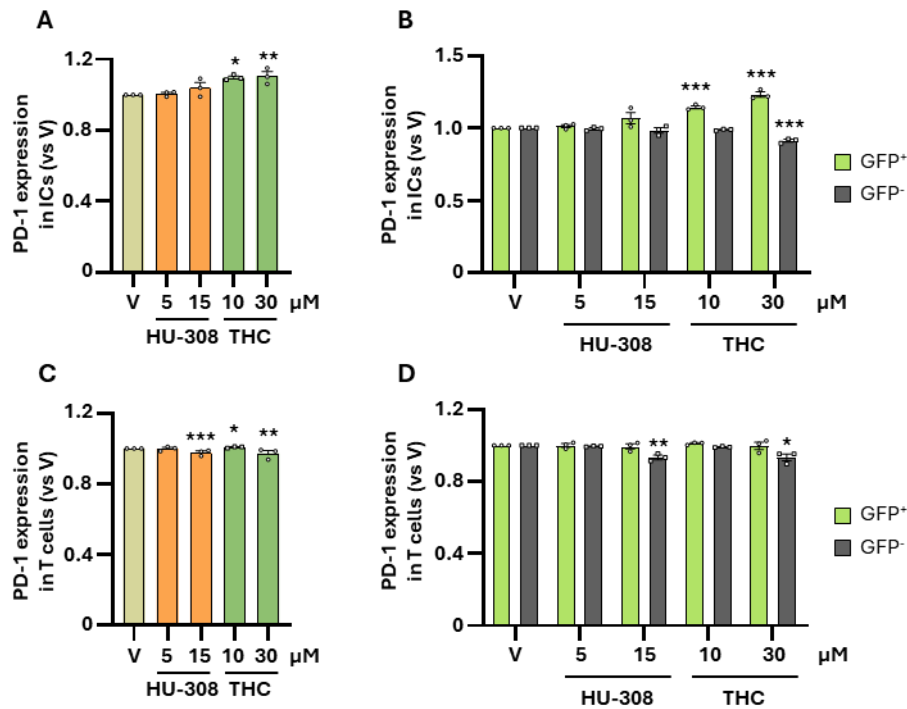 A
PD-1 expression
in ICs (vs V)
1.2
0.8
0.4
0
* **
V 5 15 10 30 µM
HU-308 THC
B
PD-1 expression
in ICs (vs V)
1.5
1.0
0.5
0
*** *** ***
V 5 15 10 30 µM
HU-308 THC
GFP⁺
GFP⁻
C
PD-1 expression
in T cells (vs V)
1.2
0.8
0.4
0
*** * **
V 5 15 10 30 µM
HU-308 THC
D
PD-1 expression
in T cells (vs V)
1.2
0.8
0.4
0
** *
V 5 15 10 30 µM
HU-308 THC
GFP⁺
GFP⁻